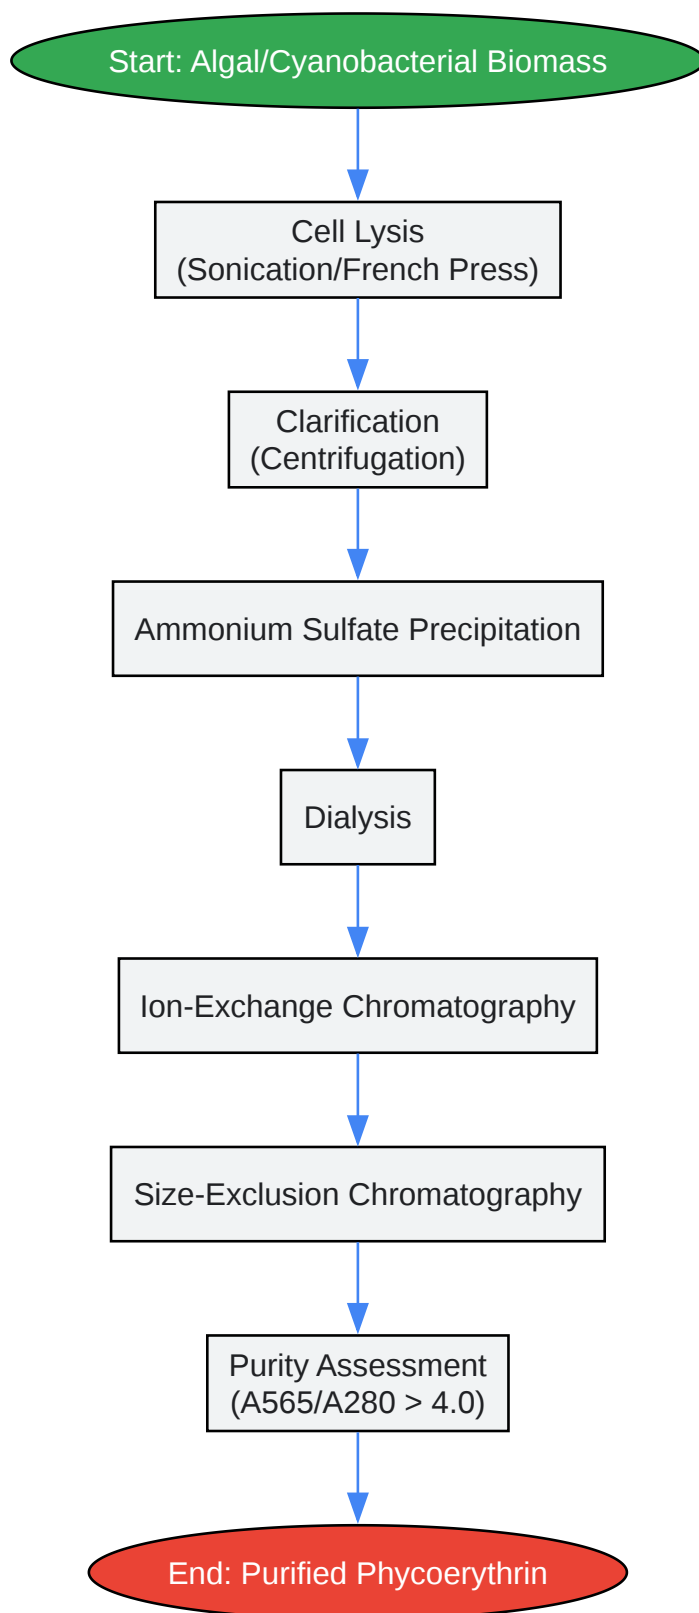 Start: Algal/Cyanobacterial Biomass
Cell Lysis
(Sonication/French Press)
Clarification
(Centrifugation)
Ammonium Sulfate Precipitation
Dialysis
Ion-Exchange Chromatography
Size-Exclusion Chromatography
Purity Assessment
(A565/A280 > 4.0)
End: Purified Phycoerythrin